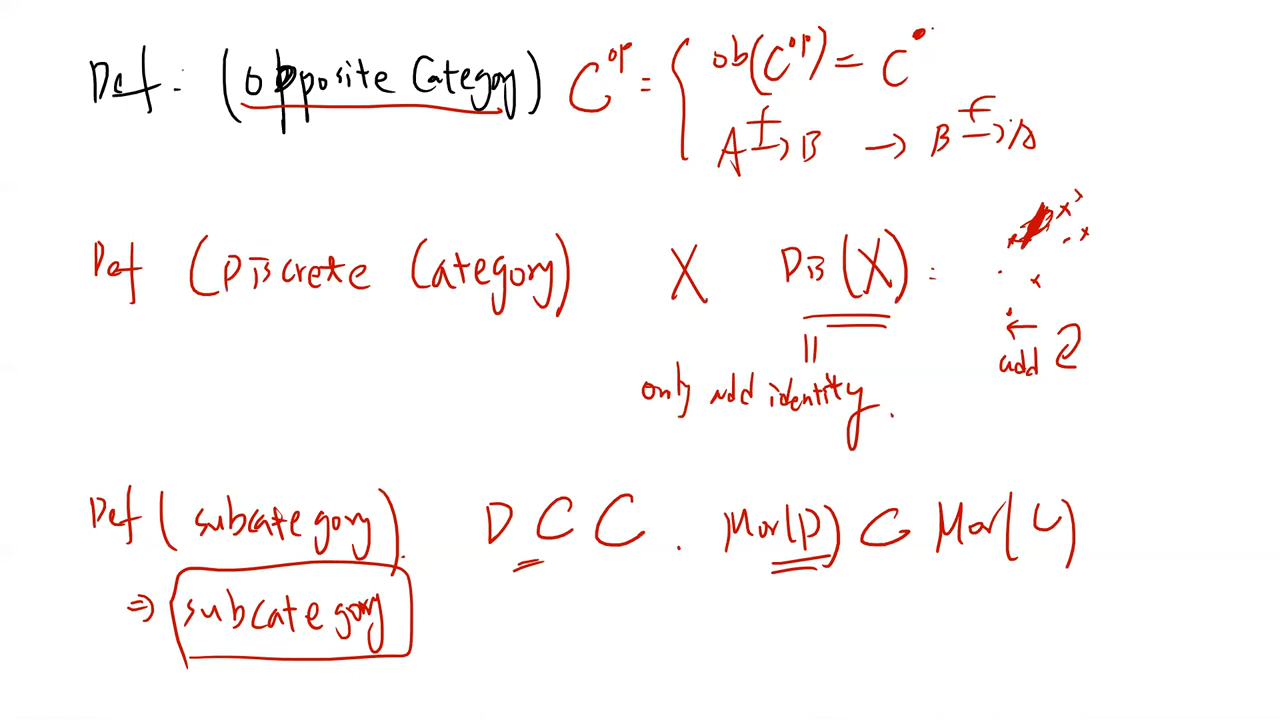 Def : (opposite Category) C^op = { ob(C^op) = C
A →^f B → B →^f A
Def (Discrete Category) X Dis(X) :
||
only add identity.
← add 2
Def (subcategory). D ⊂ C . Mor(D) ⊂ Mor(C)
⇒ subcategory